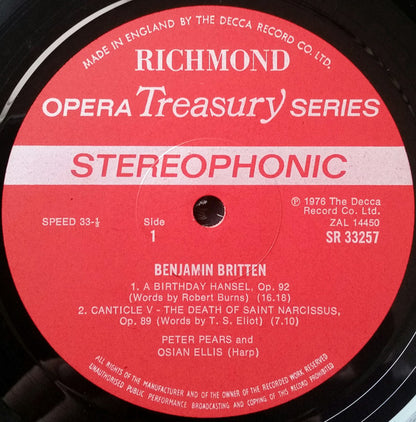 MADE IN ENGLAND BY THE DECCA RECORD CO. LTD.
RICHMOND
OPERA Treasury SERIES
STEREOPHONIC
SPEED 33-⅓
Side
1
℗ 1976 The Decca
Record Co. Ltd.
ZAL 14450
SR 33257
BENJAMIN BRITTEN
1. A BIRTHDAY HANSEL, Op. 92
(Words by Robert Burns) (16.18)
2. CANTICLE V - THE DEATH OF SAINT NARCISSUS,
Op. 89 (Words by T. S. Eliot) (7.10)
PETER PEARS and
OSIAN ELLIS (Harp)
ALL RIGHTS OF THE MANUFACTURER AND OF THE OWNER OF THE RECORDED WORK RESERVED
UNAUTHORISED PUBLIC PERFORMANCE BROADCASTING AND COPYING OF THIS RECORD PROHIBITED